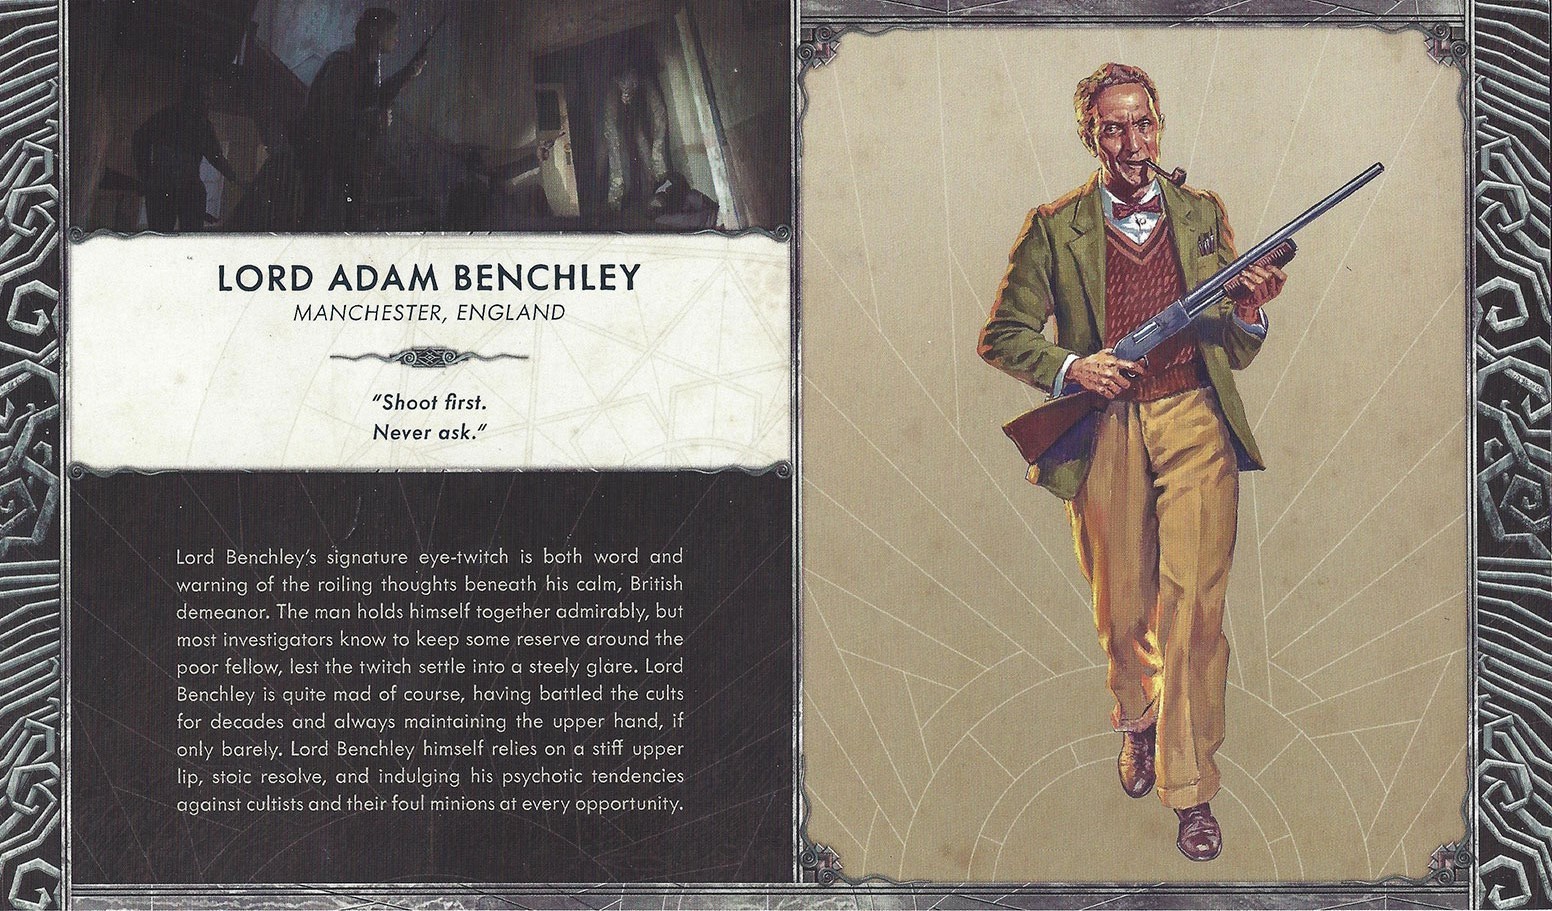 LORD ADAM BENCHLEY
MANCHESTER, ENGLAND
"Shoot first.
Never ask."
Lord Benchley's signature eye-twitch is both word and
warning of the roiling thoughts beneath his calm, British
demeanor. The man holds himself together admirably, but
most investigators know to keep some reserve around the
poor fellow, lest the twitch settle into a steely glare. Lord
Benchley is quite mad of course, having battled the cults
for decades and always maintaining the upper hand, if
only barely. Lord Benchley himself relies on a stiff upper
lip, stoic resolve, and indulging his psychotic tendencies
against cultists and their foul minions at every opportunity.